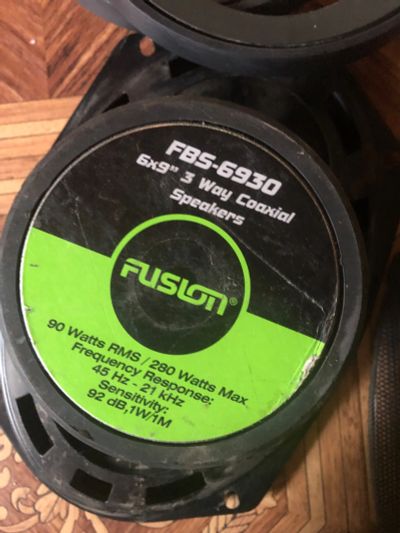 FBS-6930
6x9" 3 Way Coaxial
Speakers
FUSION®
90 Watts RMS / 280 Watts Max
Frequency Response:
45 Hz - 21 kHz
Sensitivity:
92 dB,1W/1M